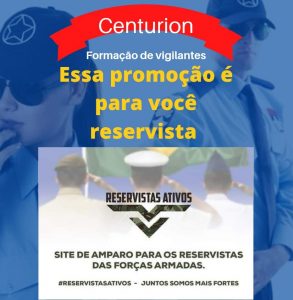 Centurion
Formação de vigilantes
Essa promoção é
para você
reservista
RESERVISTAS ATIVOS
SITE DE AMPARO PARA OS RESERVISTAS
DAS FORÇAS ARMADAS.
#RESERVISTASATIVOS - JUNTOS SOMOS MAIS FORTES